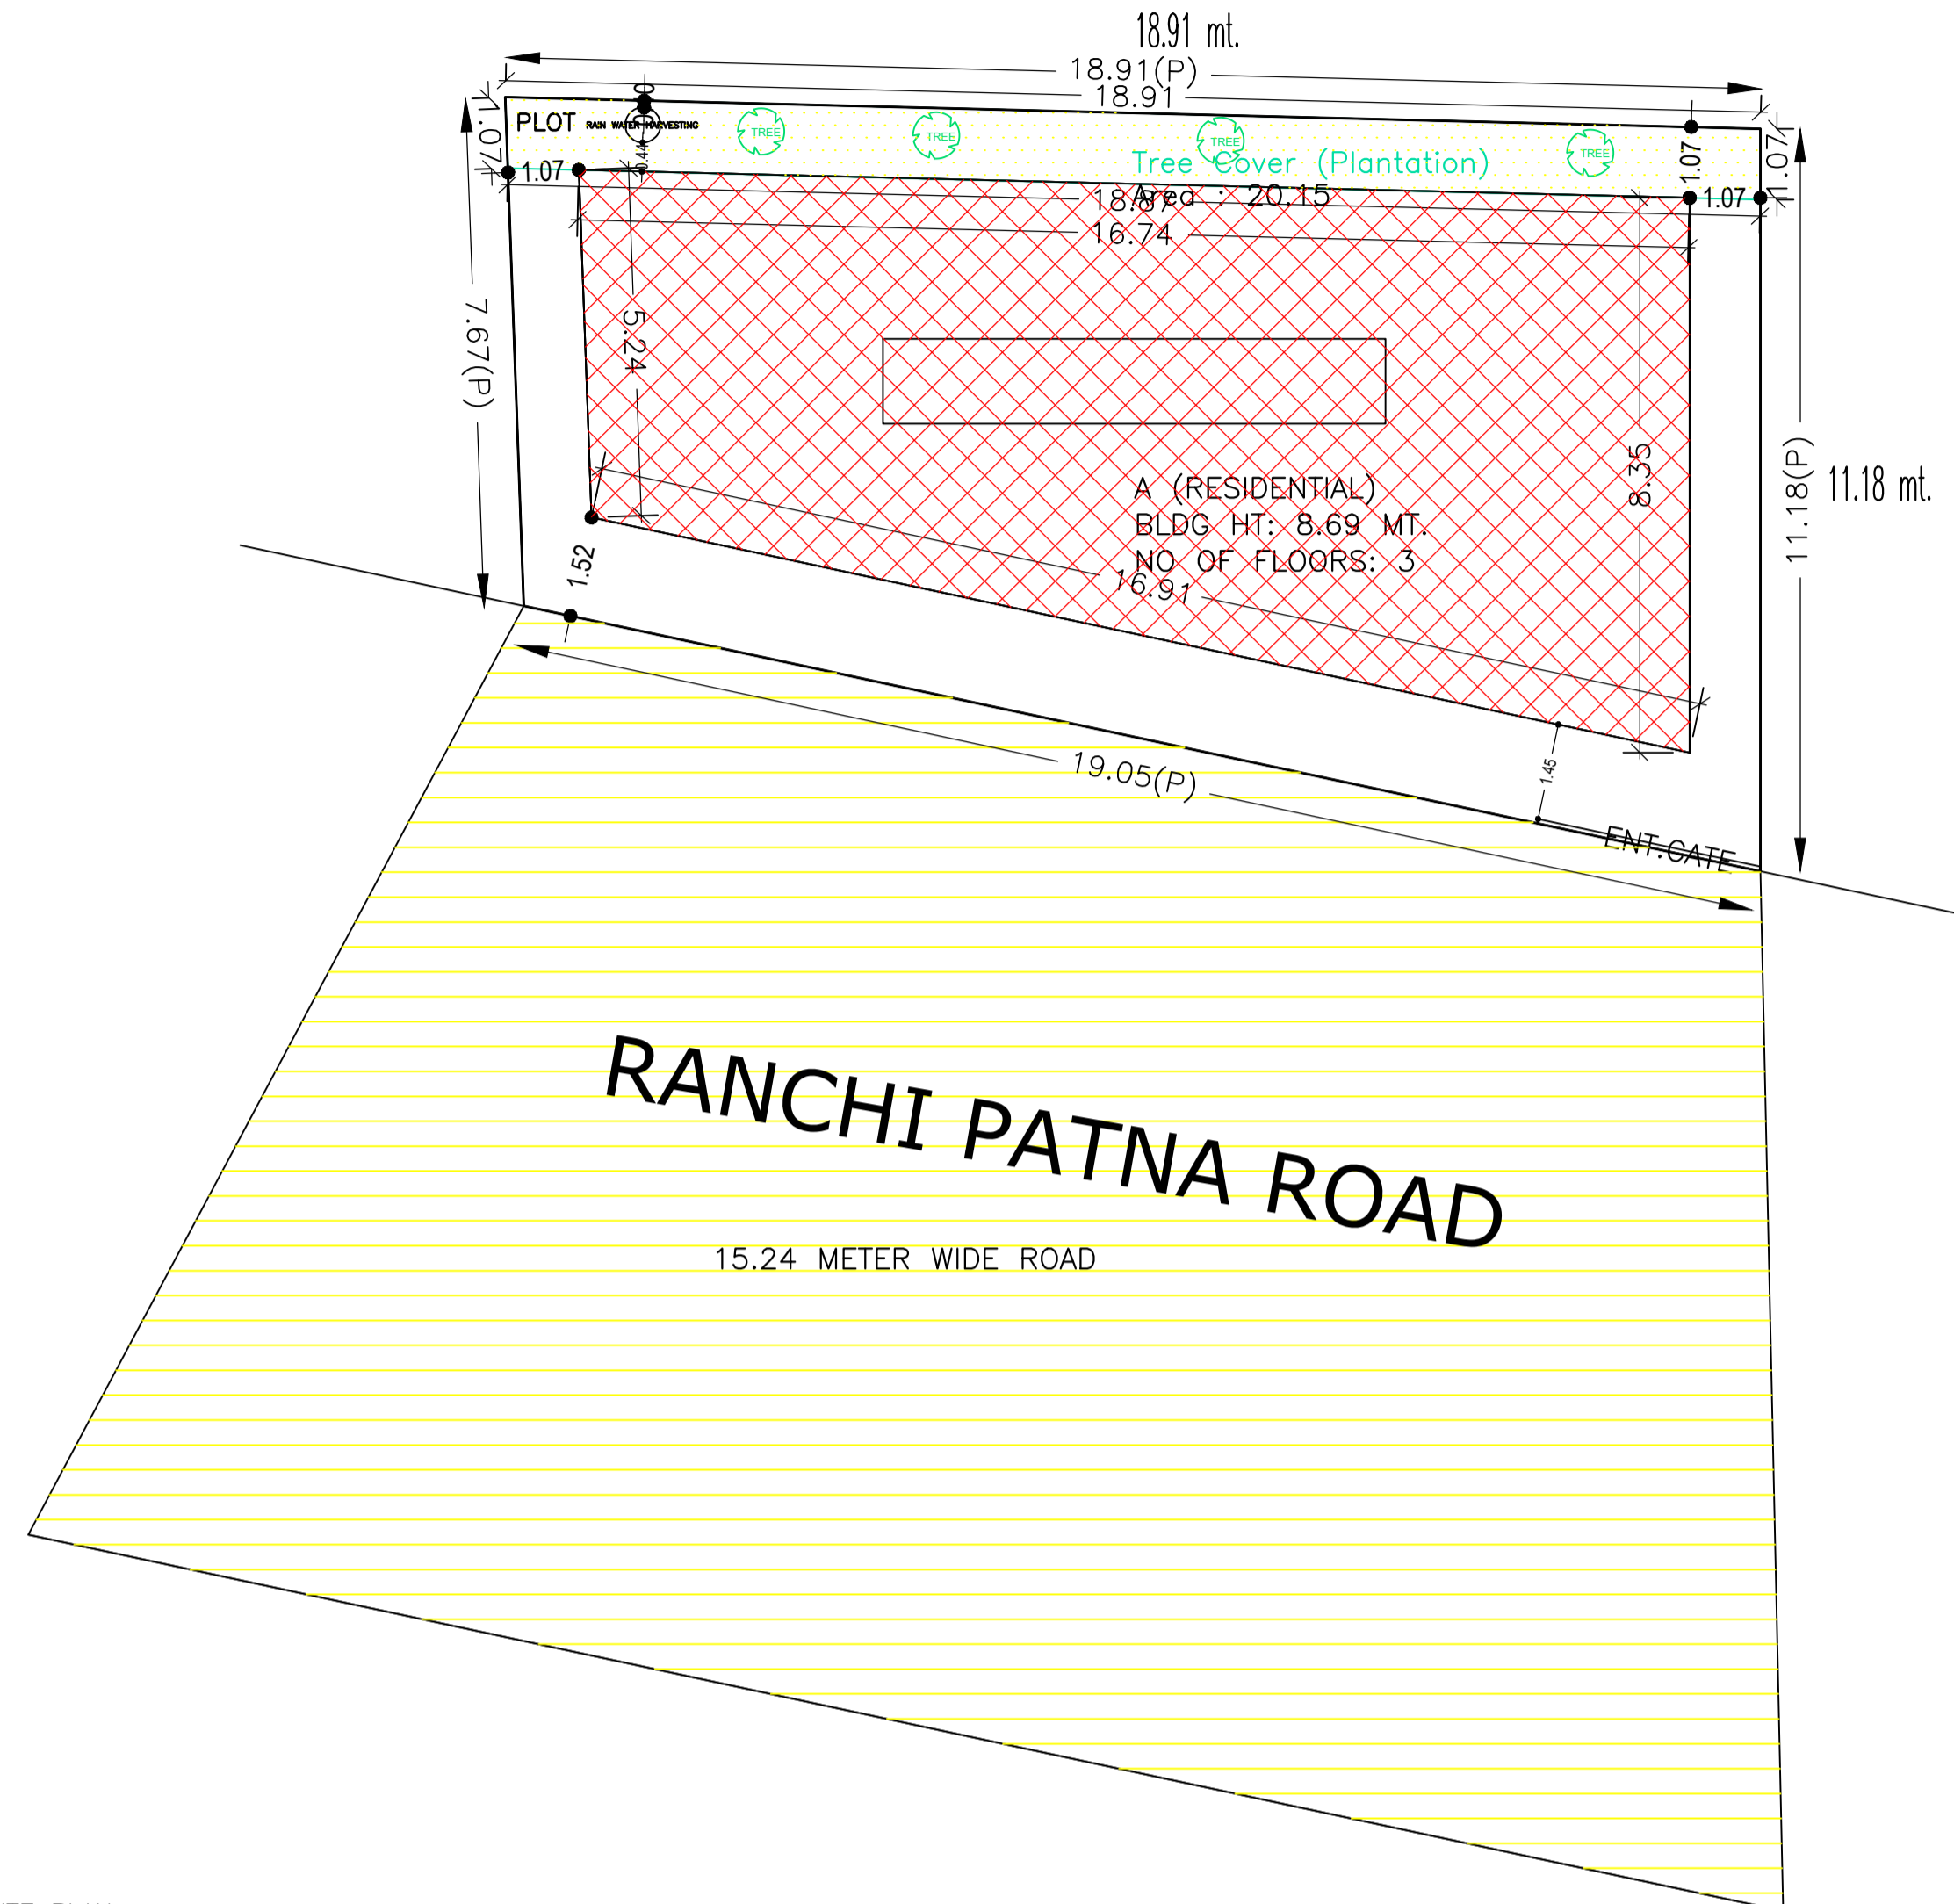 18.91 mt.
18.91(P)
18.91
PLOT
RAIN WATER HARVESTING
TREE
TREE
TREE
TREE
Tree Cover (Plantation)
Area : 20.15
1.07
1.07
0.44
1.07
1.07
1.07
18.87
16.74
7.67(P)
5.24
8.35
11.18(P)
11.18 mt.
A (RESIDENTIAL)
BLDG HT: 8.69 MT.
NO OF FLOORS: 3
16.91
1.52
1.45
19.05(P)
ENT.GATE
RANCHI PATNA ROAD
15.24 METER WIDE ROAD